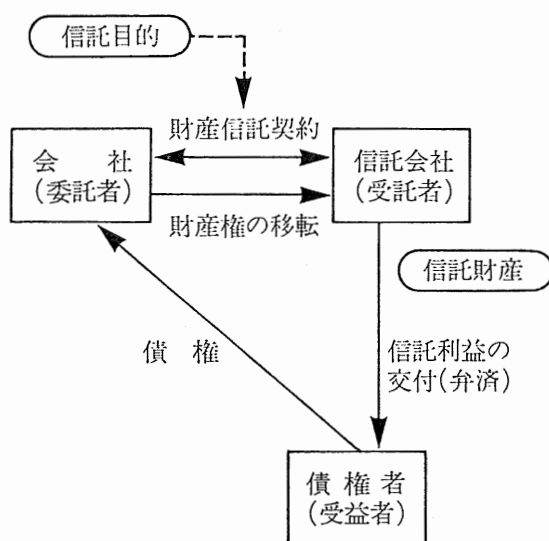 信託目的
財産信託契約
会社
(委託者)
信託会社
(受託者)
財産権の移転
信託財産
債権
信託利益の
交付(弁済)
債権者
(受益者)